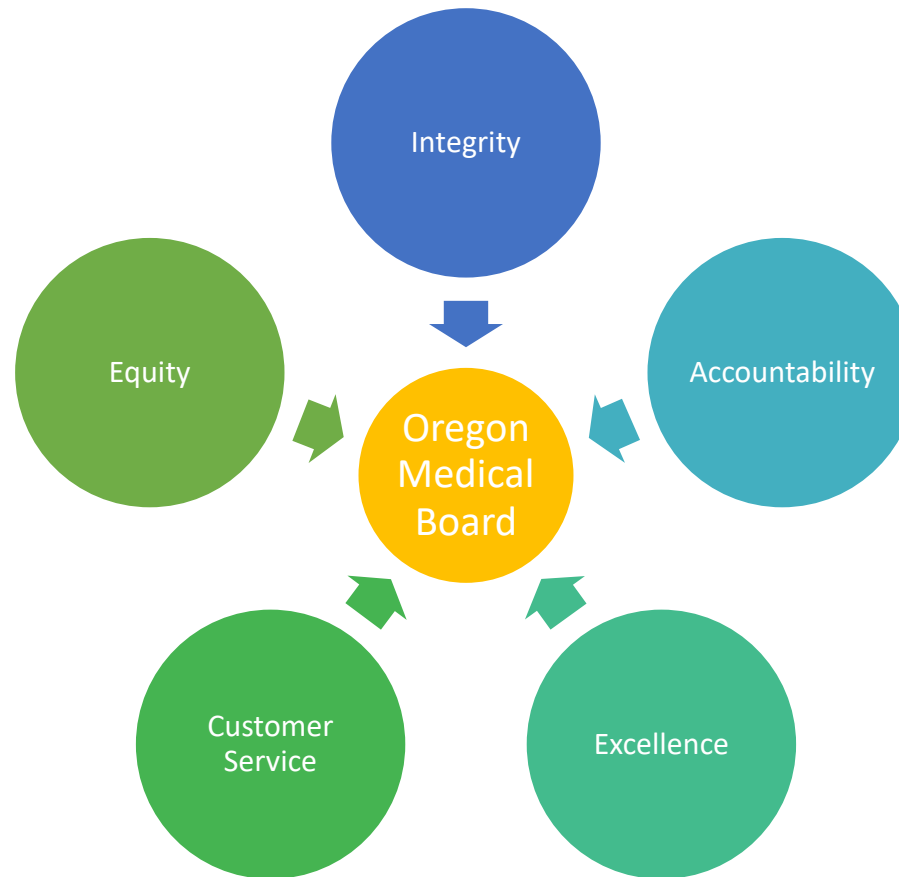 Integrity
Equity
Accountability
Oregon
Medical
Board
Customer
Service
Excellence